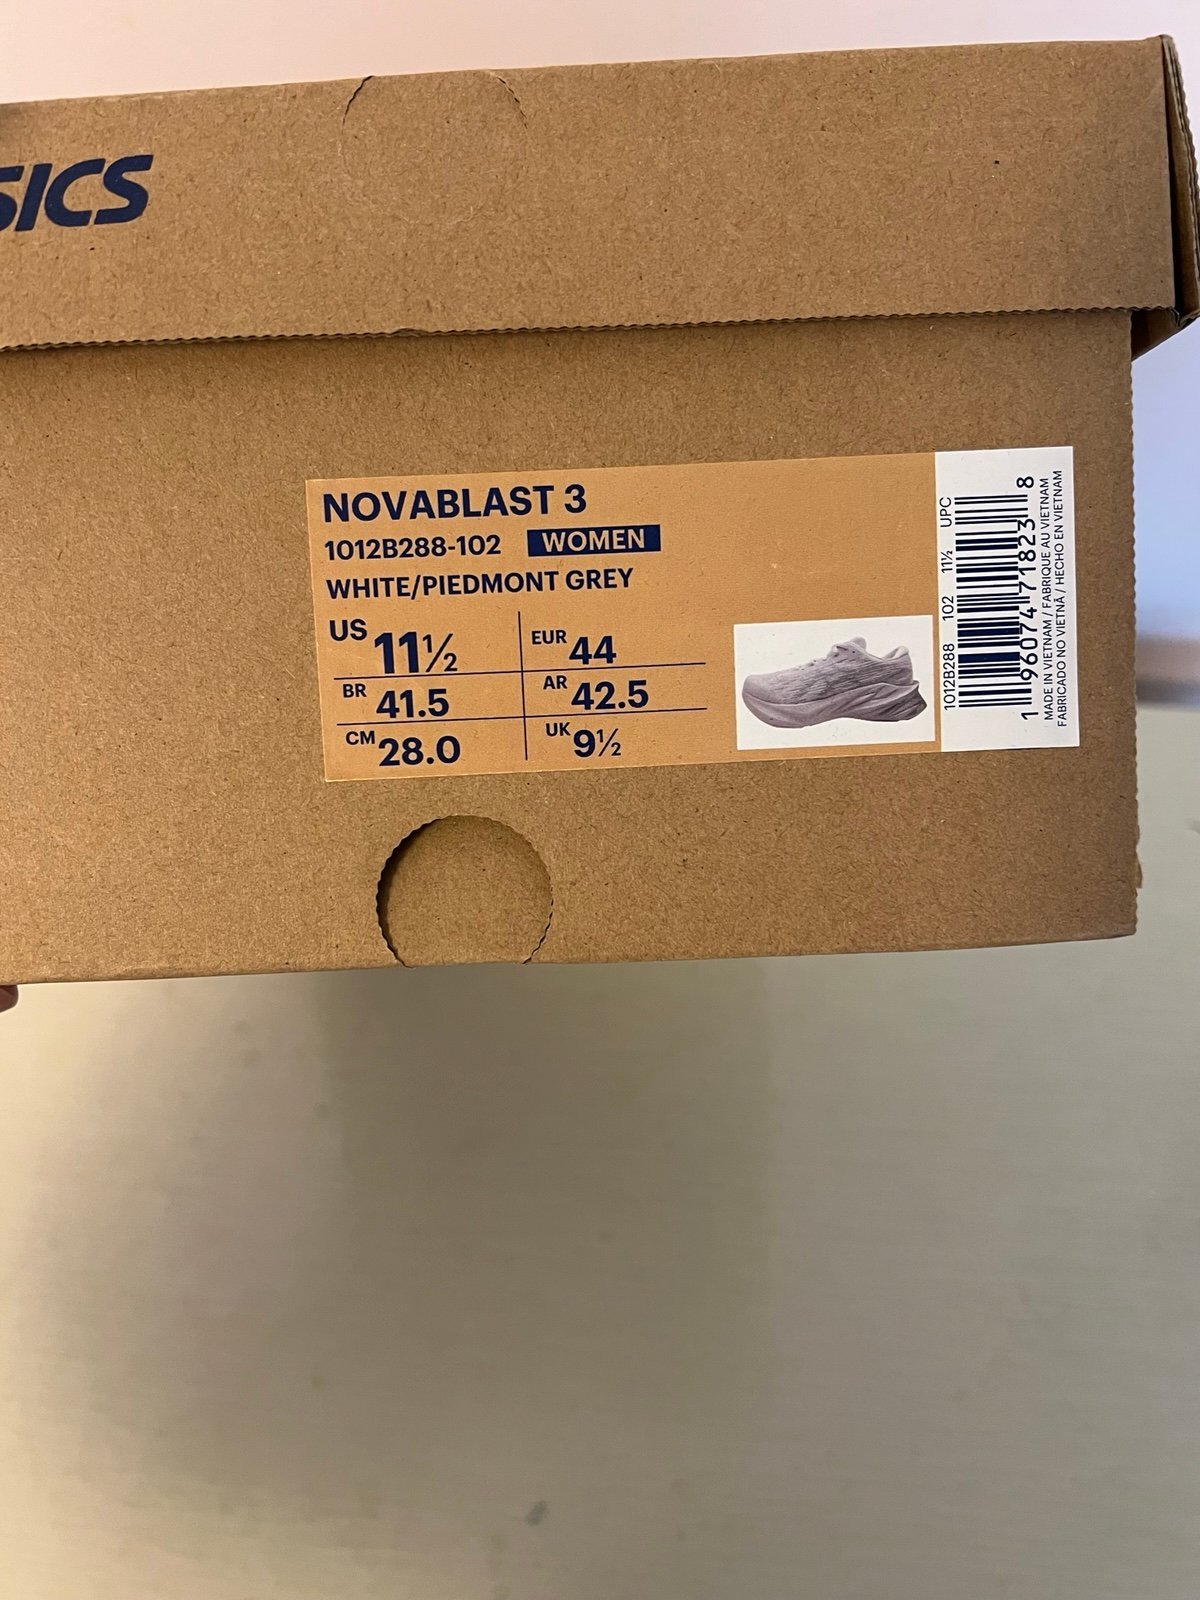 SICS
NOVABLAST 3
1012B288-102 WOMEN
WHITE/PIEDMONT GREY
US 11½ EUR 44
BR 41.5 AR 42.5
CM 28.0 UK 9½
1012B288 102 11½ UPC
1 96074 71823 8
MADE IN VIETNAM / FABRIQUE AU VIETNAM
FABRICADO NO VIETNÃ / HECHO EN VIETNAM